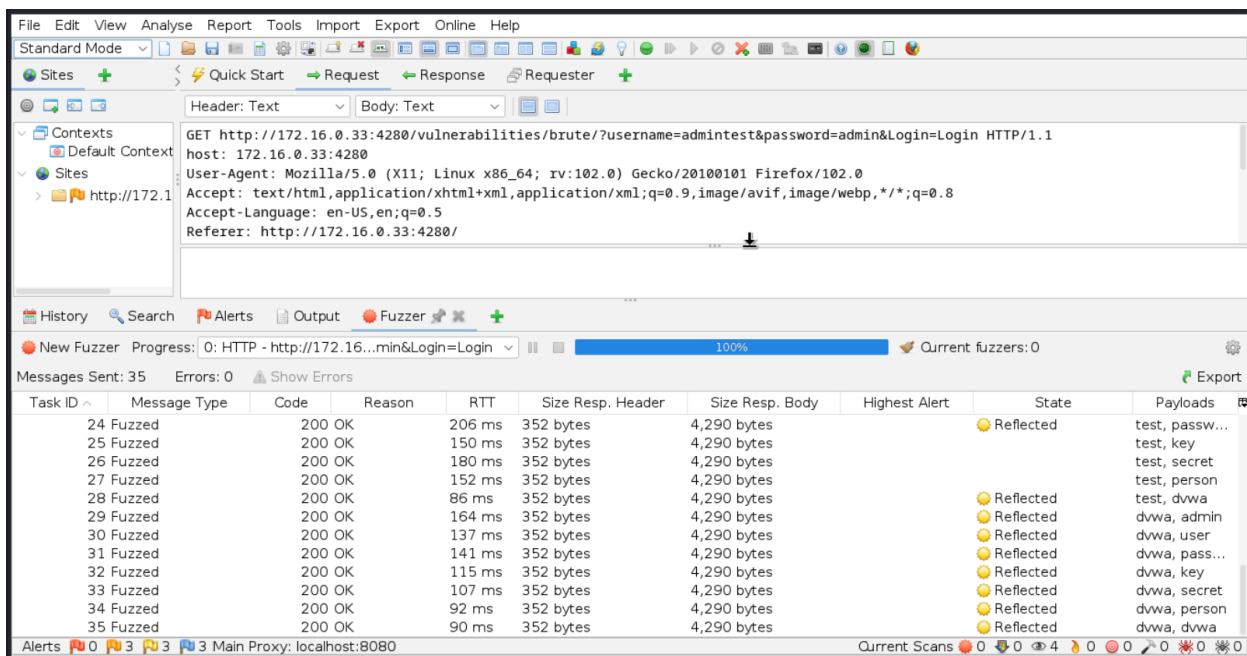 File Edit View Analyse Report Tools Import Export Online Help
Standard Mode
Sites Quick Start Request Response Requester
Header: Text Body: Text
Contexts
Default Context
Sites
http://172.1
GET http://172.16.0.33:4280/vulnerabilities/brute/?username=admintest&password=admin&Login=Login HTTP/1.1
host: 172.16.0.33:4280
User-Agent: Mozilla/5.0 (X11; Linux x86_64; rv:102.0) Gecko/20100101 Firefox/102.0
Accept: text/html,application/xhtml+xml,application/xml;q=0.9,image/avif,image/webp,*/*;q=0.8
Accept-Language: en-US,en;q=0.5
Referer: http://172.16.0.33:4280/
History Search Alerts Output Fuzzer
New Fuzzer Progress: 0: HTTP - http://172.16...min&Login=Login 100% Current fuzzers: 0
Messages Sent: 35 Errors: 0 Show Errors Export
Task ID Message Type Code Reason RTT Size Resp. Header Size Resp. Body Highest Alert State Payloads
24 Fuzzed 200 OK 206 ms 352 bytes 4,290 bytes Reflected test, passw...
25 Fuzzed 200 OK 150 ms 352 bytes 4,290 bytes test, key
26 Fuzzed 200 OK 180 ms 352 bytes 4,290 bytes test, secret
27 Fuzzed 200 OK 152 ms 352 bytes 4,290 bytes test, person
28 Fuzzed 200 OK 86 ms 352 bytes 4,290 bytes Reflected test, dvwa
29 Fuzzed 200 OK 164 ms 352 bytes 4,290 bytes Reflected dvwa, admin
30 Fuzzed 200 OK 137 ms 352 bytes 4,290 bytes Reflected dvwa, user
31 Fuzzed 200 OK 141 ms 352 bytes 4,290 bytes Reflected dvwa, pass...
32 Fuzzed 200 OK 115 ms 352 bytes 4,290 bytes Reflected dvwa, key
33 Fuzzed 200 OK 107 ms 352 bytes 4,290 bytes Reflected dvwa, secret
34 Fuzzed 200 OK 92 ms 352 bytes 4,290 bytes Reflected dvwa, person
35 Fuzzed 200 OK 90 ms 352 bytes 4,290 bytes Reflected dvwa, dvwa
Alerts 0 3 3 3 Main Proxy: localhost:8080 Current Scans 0 0 4 0 0 0 0 0